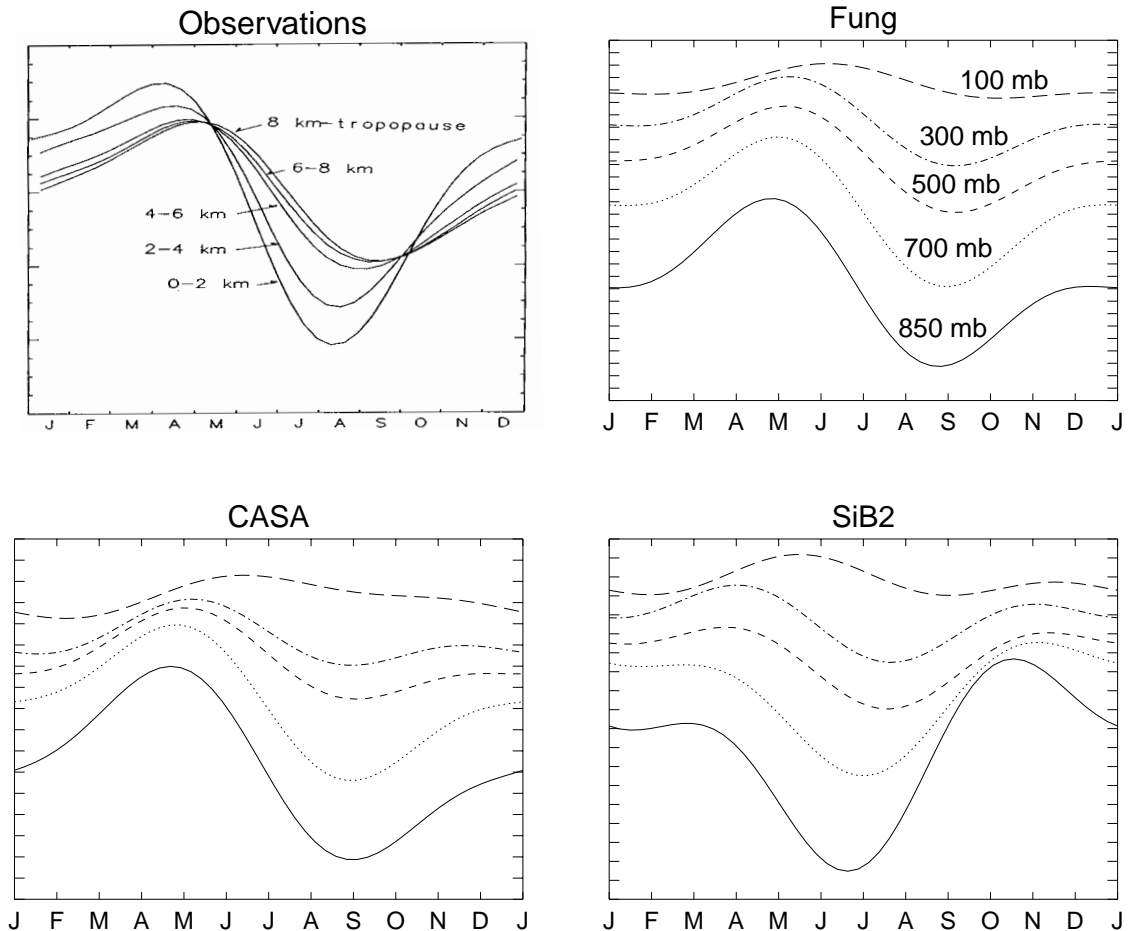 Observations
8 km-tropopause
6-8 km
4-6 km
2-4 km
0-2 km
J F M A M J J A S O N D
Fung
100 mb
300 mb
500 mb
700 mb
850 mb
J F M A M J J A S O N D J
CASA
J F M A M J J A S O N D J
SiB2
J F M A M J J A S O N D J